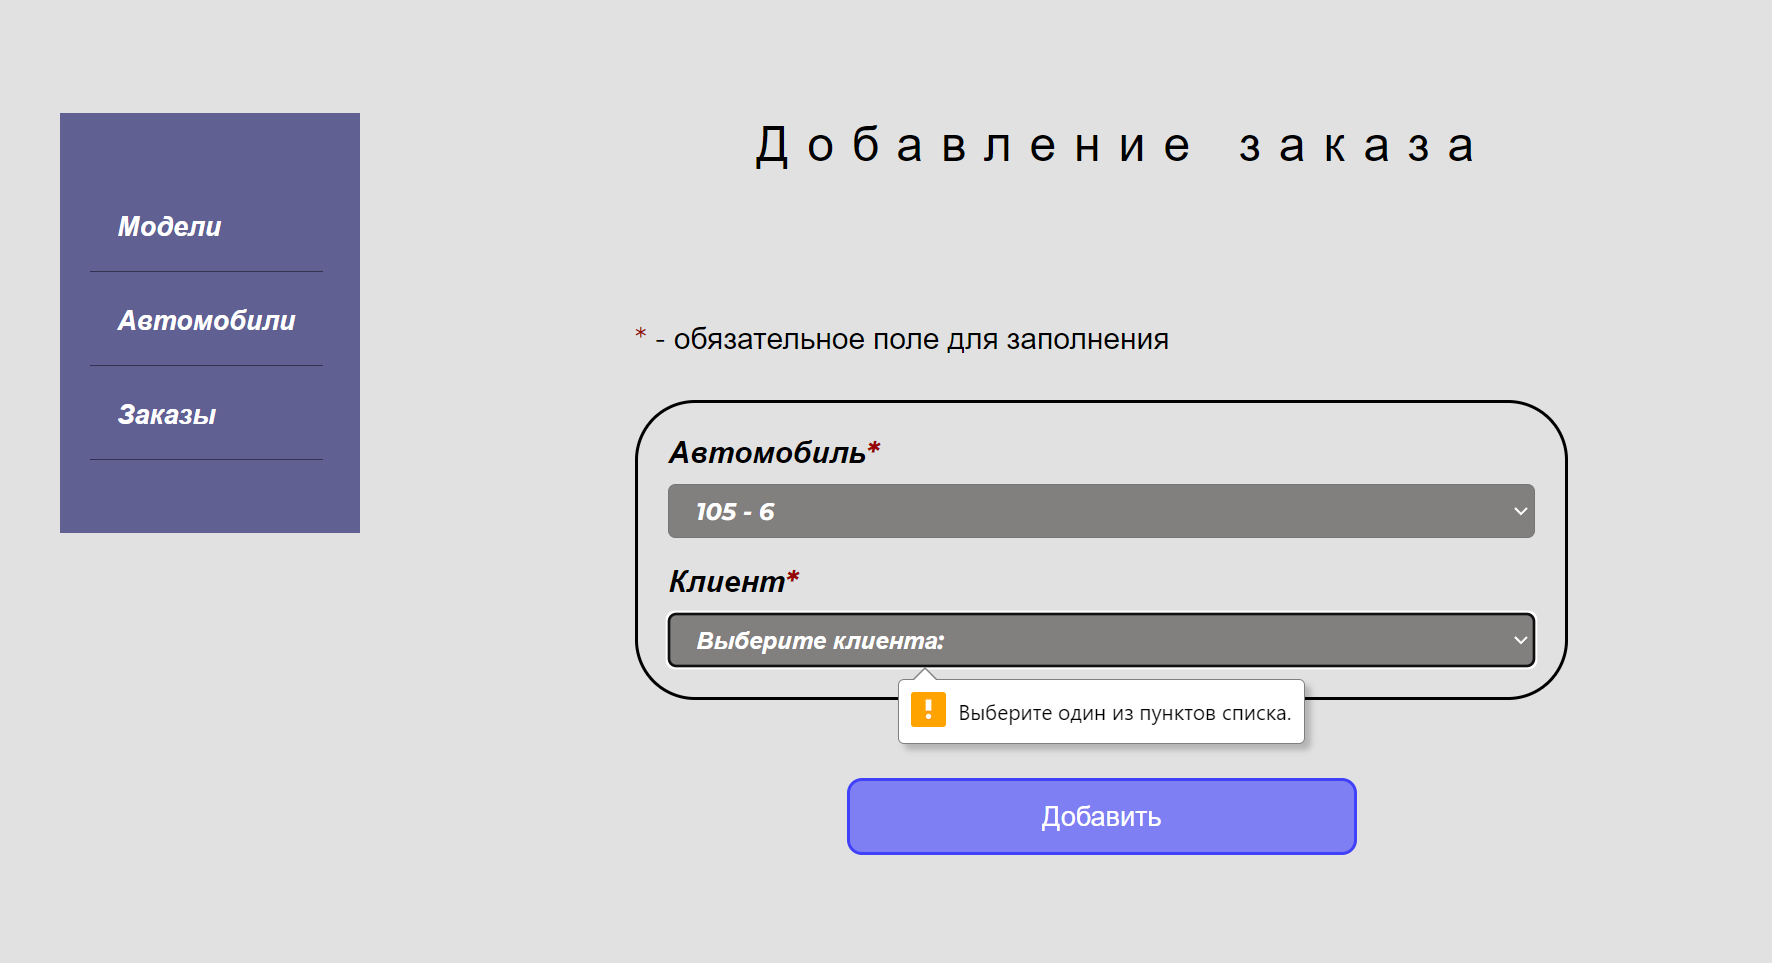 Добавление заказа
Модели
Автомобили
Заказы
* - обязательное поле для заполнения
Автомобиль*
105 - 6
Клиент*
Выберите клиента:
Выберите один из пунктов списка.
Добавить